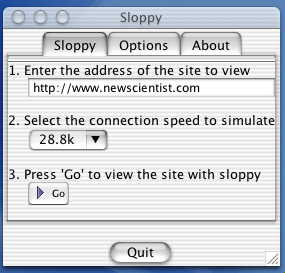 Sloppy
Sloppy Options About
1. Enter the address of the site to view
http://www.newscientist.com
2. Select the connection speed to simulate
28.8k
3. Press 'Go' to view the site with sloppy
Go
Quit